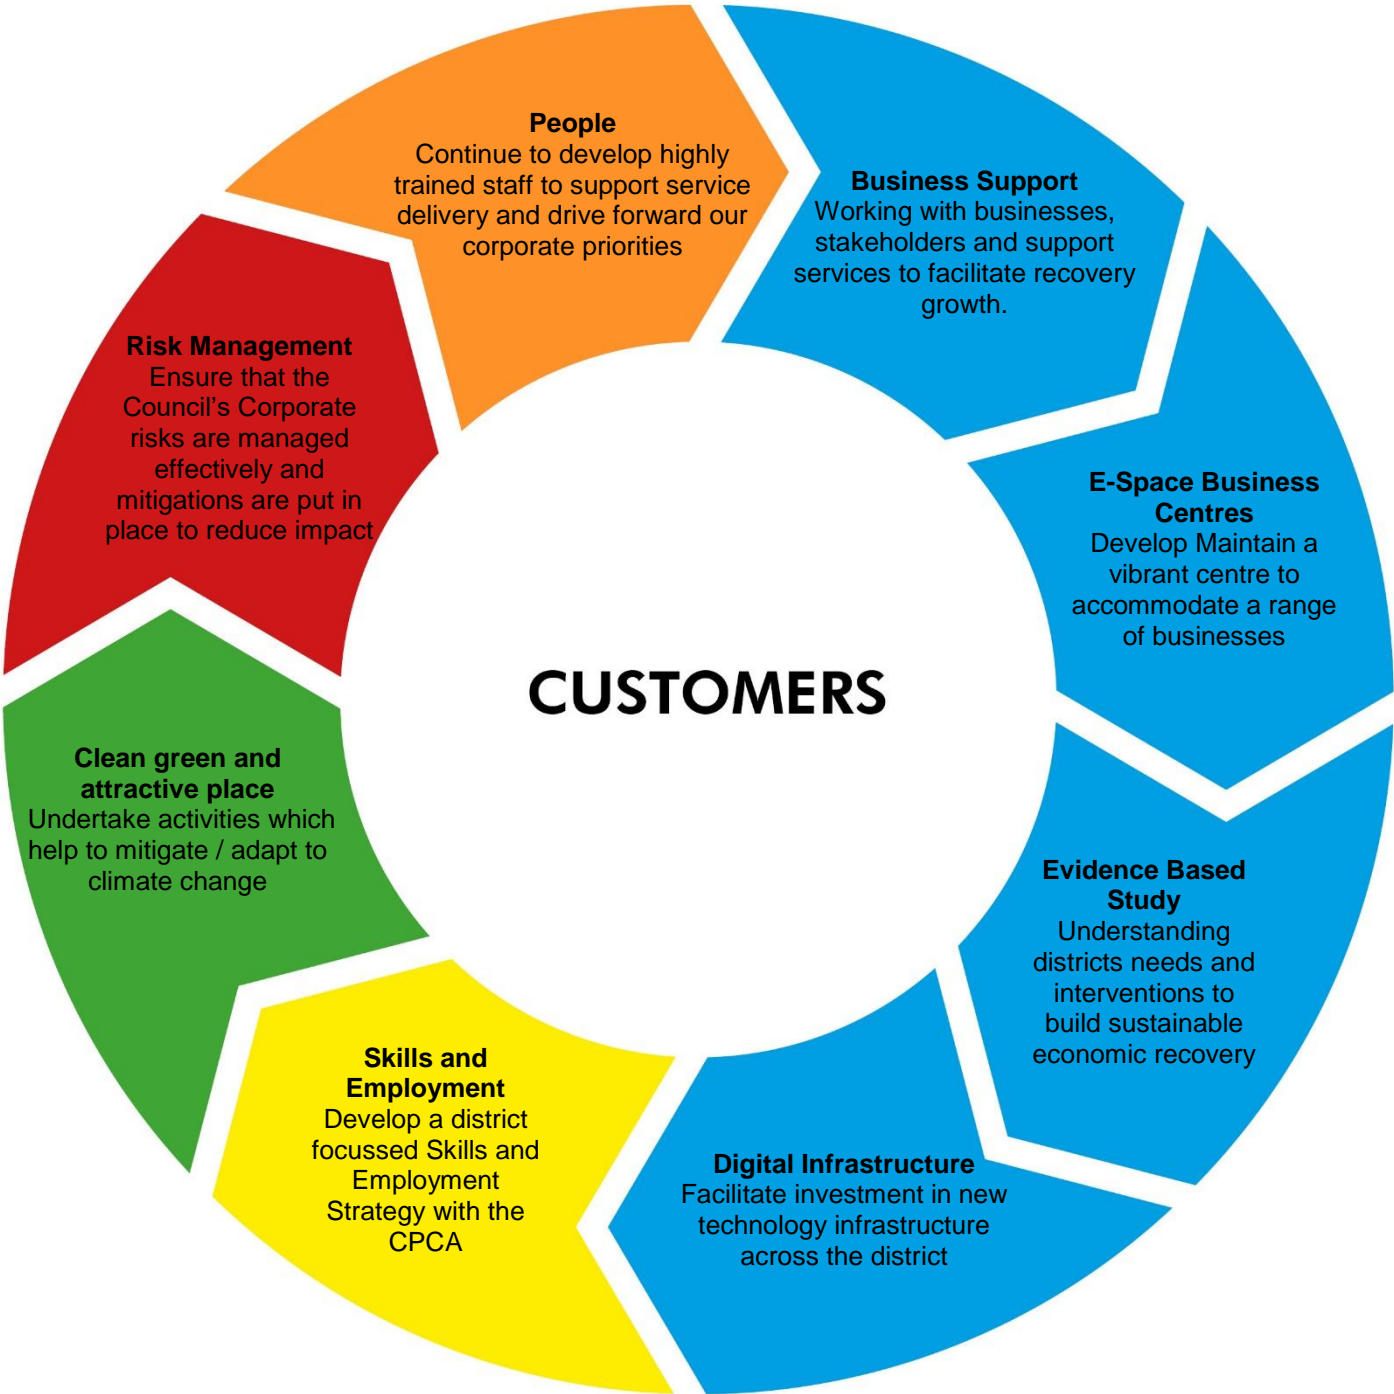 People
Continue to develop highly
trained staff to support service
delivery and drive forward our
corporate priorities
Business Support
Working with businesses,
stakeholders and support
services to facilitate recovery
growth.
E-Space Business
Centres
Develop Maintain a
vibrant centre to
accommodate a range
of businesses
Evidence Based
Study
Understanding
districts needs and
interventions to
build sustainable
economic recovery
Digital Infrastructure
Facilitate investment in new
technology infrastructure
across the district
Skills and
Employment
Develop a district
focussed Skills and
Employment
Strategy with the
CPCA
Clean green and
attractive place
Undertake activities which
help to mitigate / adapt to
climate change
Risk Management
Ensure that the
Council’s Corporate
risks are managed
effectively and
mitigations are put in
place to reduce impact
CUSTOMERS